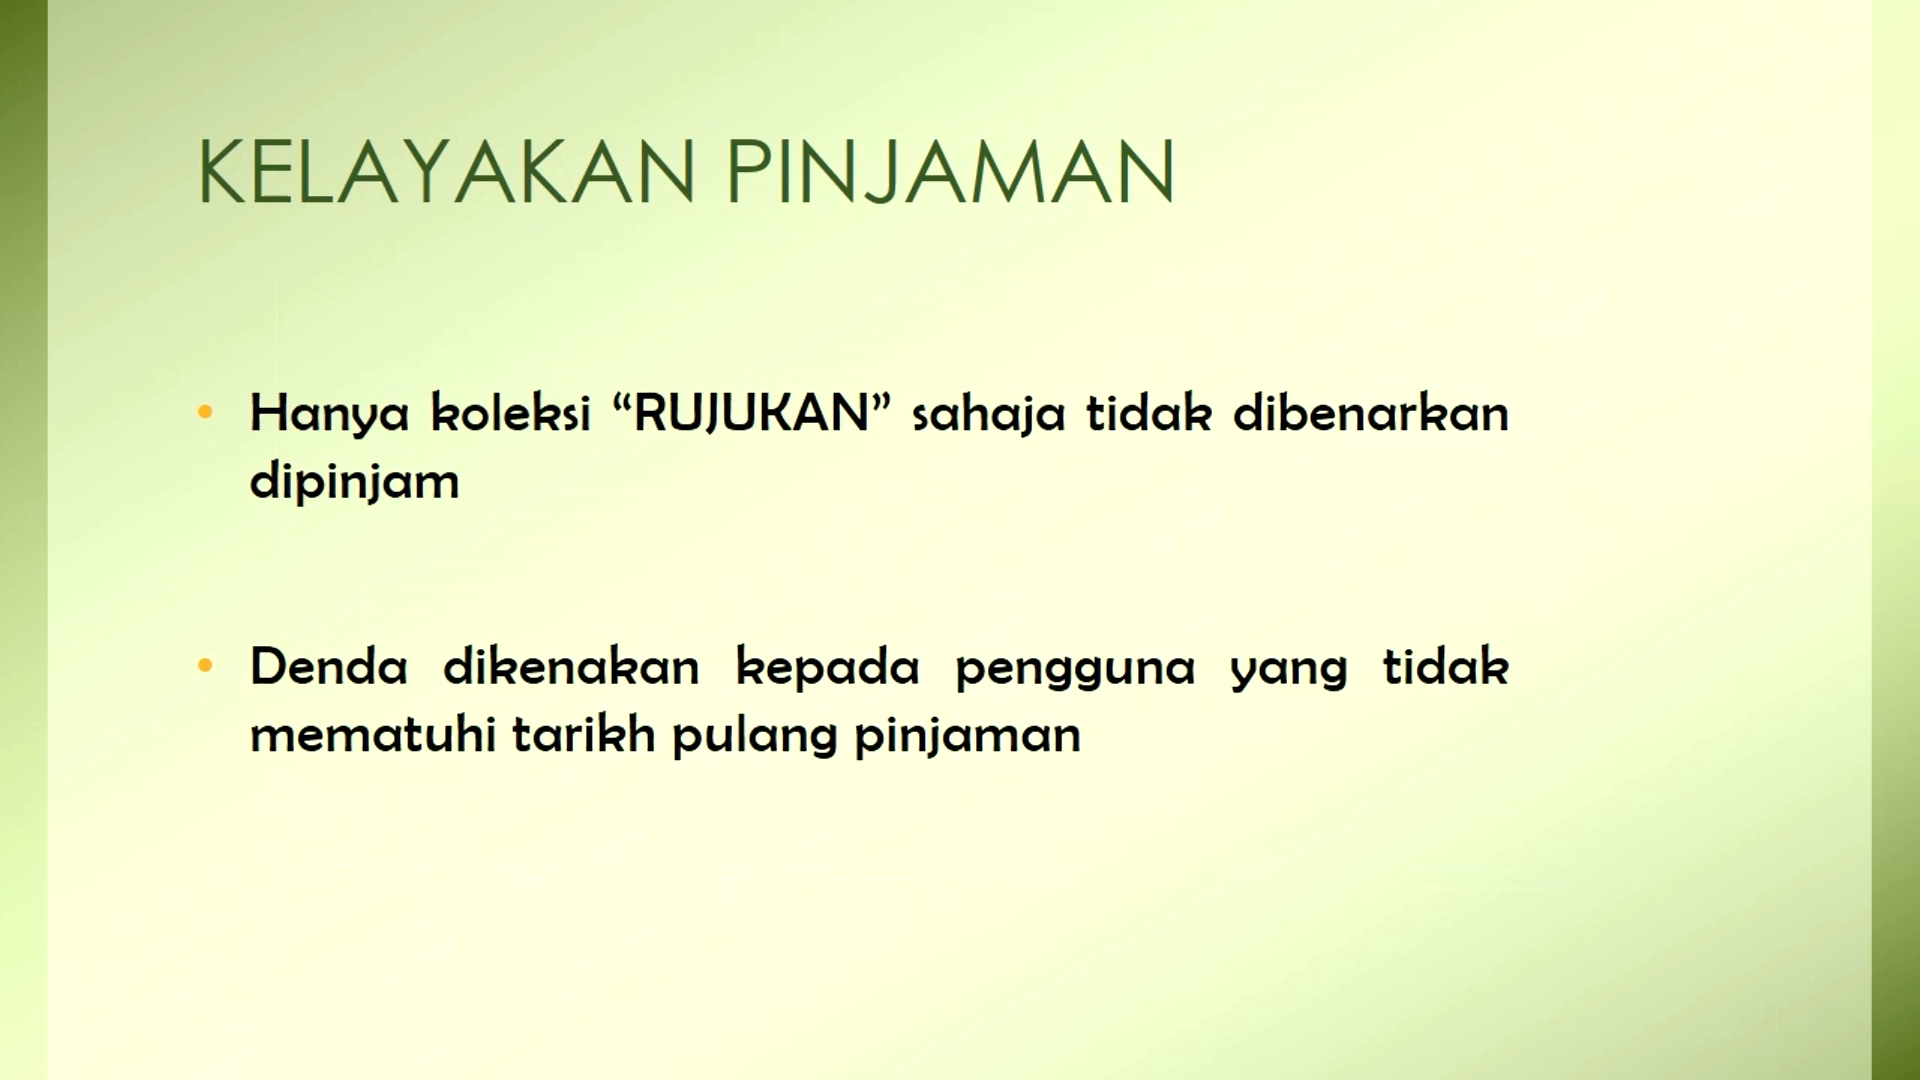 KELAYAKAN PINJAMAN
• Hanya koleksi “RUJUKAN” sahaja tidak dibenarkan
dipinjam
• Denda dikenakan kepada pengguna yang tidak
mematuhi tarikh pulang pinjaman